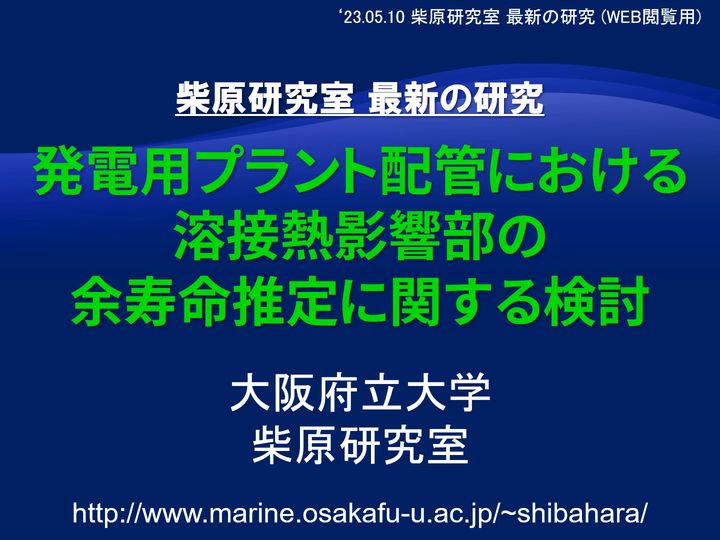 ‘23.05.10 柴原研究室 最新の研究 (WEB閲覧用)
柴原研究室 最新の研究
発電用プラント配管における
溶接熱影響部の
余寿命推定に関する検討
大阪府立大学
柴原研究室
http://www.marine.osakafu-u.ac.jp/~shibahara/